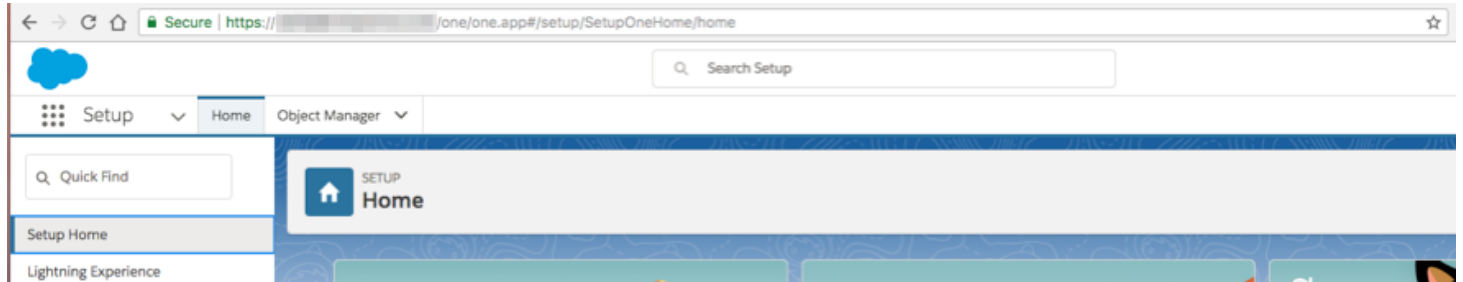 Secure | https:// /one/one.app#/setup/SetupOneHome/home
Search Setup
Setup Home Object Manager
Quick Find
SETUP
Home
Setup Home
Lightning Experience